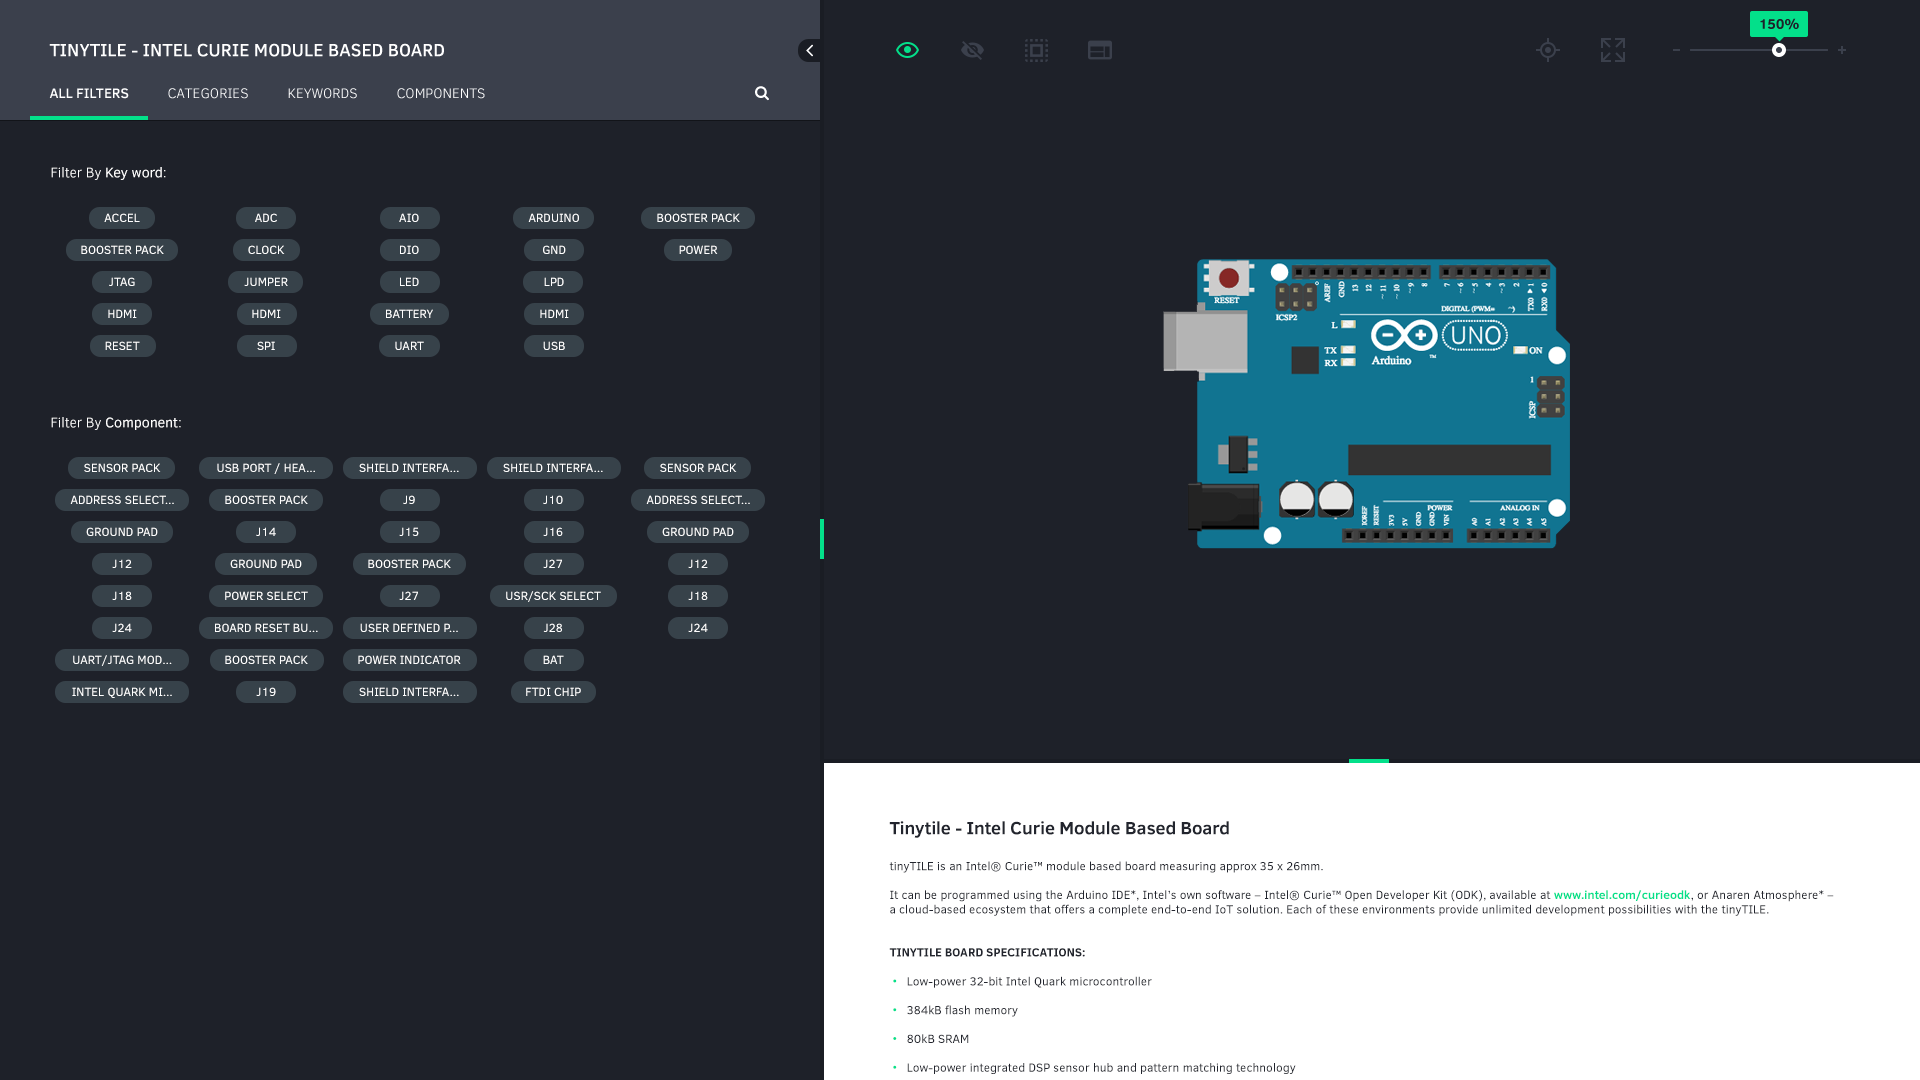 TINYTILE - INTEL CURIE MODULE BASED BOARD
ALL FILTERS CATEGORIES KEYWORDS COMPONENTS
150%
- +
Filter By Key word:
ACCEL ADC AIO ARDUINO BOOSTER PACK
BOOSTER PACK CLOCK DIO GND POWER
JTAG JUMPER LED LPD
HDMI HDMI BATTERY HDMI
RESET SPI UART USB
Filter By Component:
SENSOR PACK USB PORT / HEA... SHIELD INTERFA... SHIELD INTERFA... SENSOR PACK
ADDRESS SELECT... BOOSTER PACK J9 J10 ADDRESS SELECT...
GROUND PAD J14 J15 J16 GROUND PAD
J12 GROUND PAD BOOSTER PACK J27 J12
J18 POWER SELECT J27 USR/SCK SELECT J18
J24 BOARD RESET BU... USER DEFINED P... J28 J24
UART/JTAG MOD... BOOSTER PACK POWER INDICATOR BAT
INTEL QUARK MI... J19 SHIELD INTERFA... FTDI CHIP
RESET
ICSP2
AREF GND 13 12 ~11 ~10 ~9 8 7 ~6 ~5 4 ~3 2 TX0▶1 RX0◀0
DIGITAL (PWM=
L
TX
RX
Arduino ™
UNO
ON
1
ICSP
POWER ANALOG IN
IOREF RESET 3V3 5V GND GND VIN A0 A1 A2 A3 A4 A5
Tinytile - Intel Curie Module Based Board
tinyTILE is an Intel® Curie™ module based board measuring approx 35 x 26mm.
It can be programmed using the Arduino IDE*, Intel's own software – Intel® Curie™ Open Developer Kit (ODK), available at www.intel.com/curieodk, or Anaren Atmosphere* –
a cloud-based ecosystem that offers a complete end-to-end IoT solution. Each of these environments provide unlimited development possibilities with the tinyTILE.
TINYTILE BOARD SPECIFICATIONS:
• Low-power 32-bit Intel Quark microcontroller
• 384kB flash memory
• 80kB SRAM
• Low-power integrated DSP sensor hub and pattern matching technology